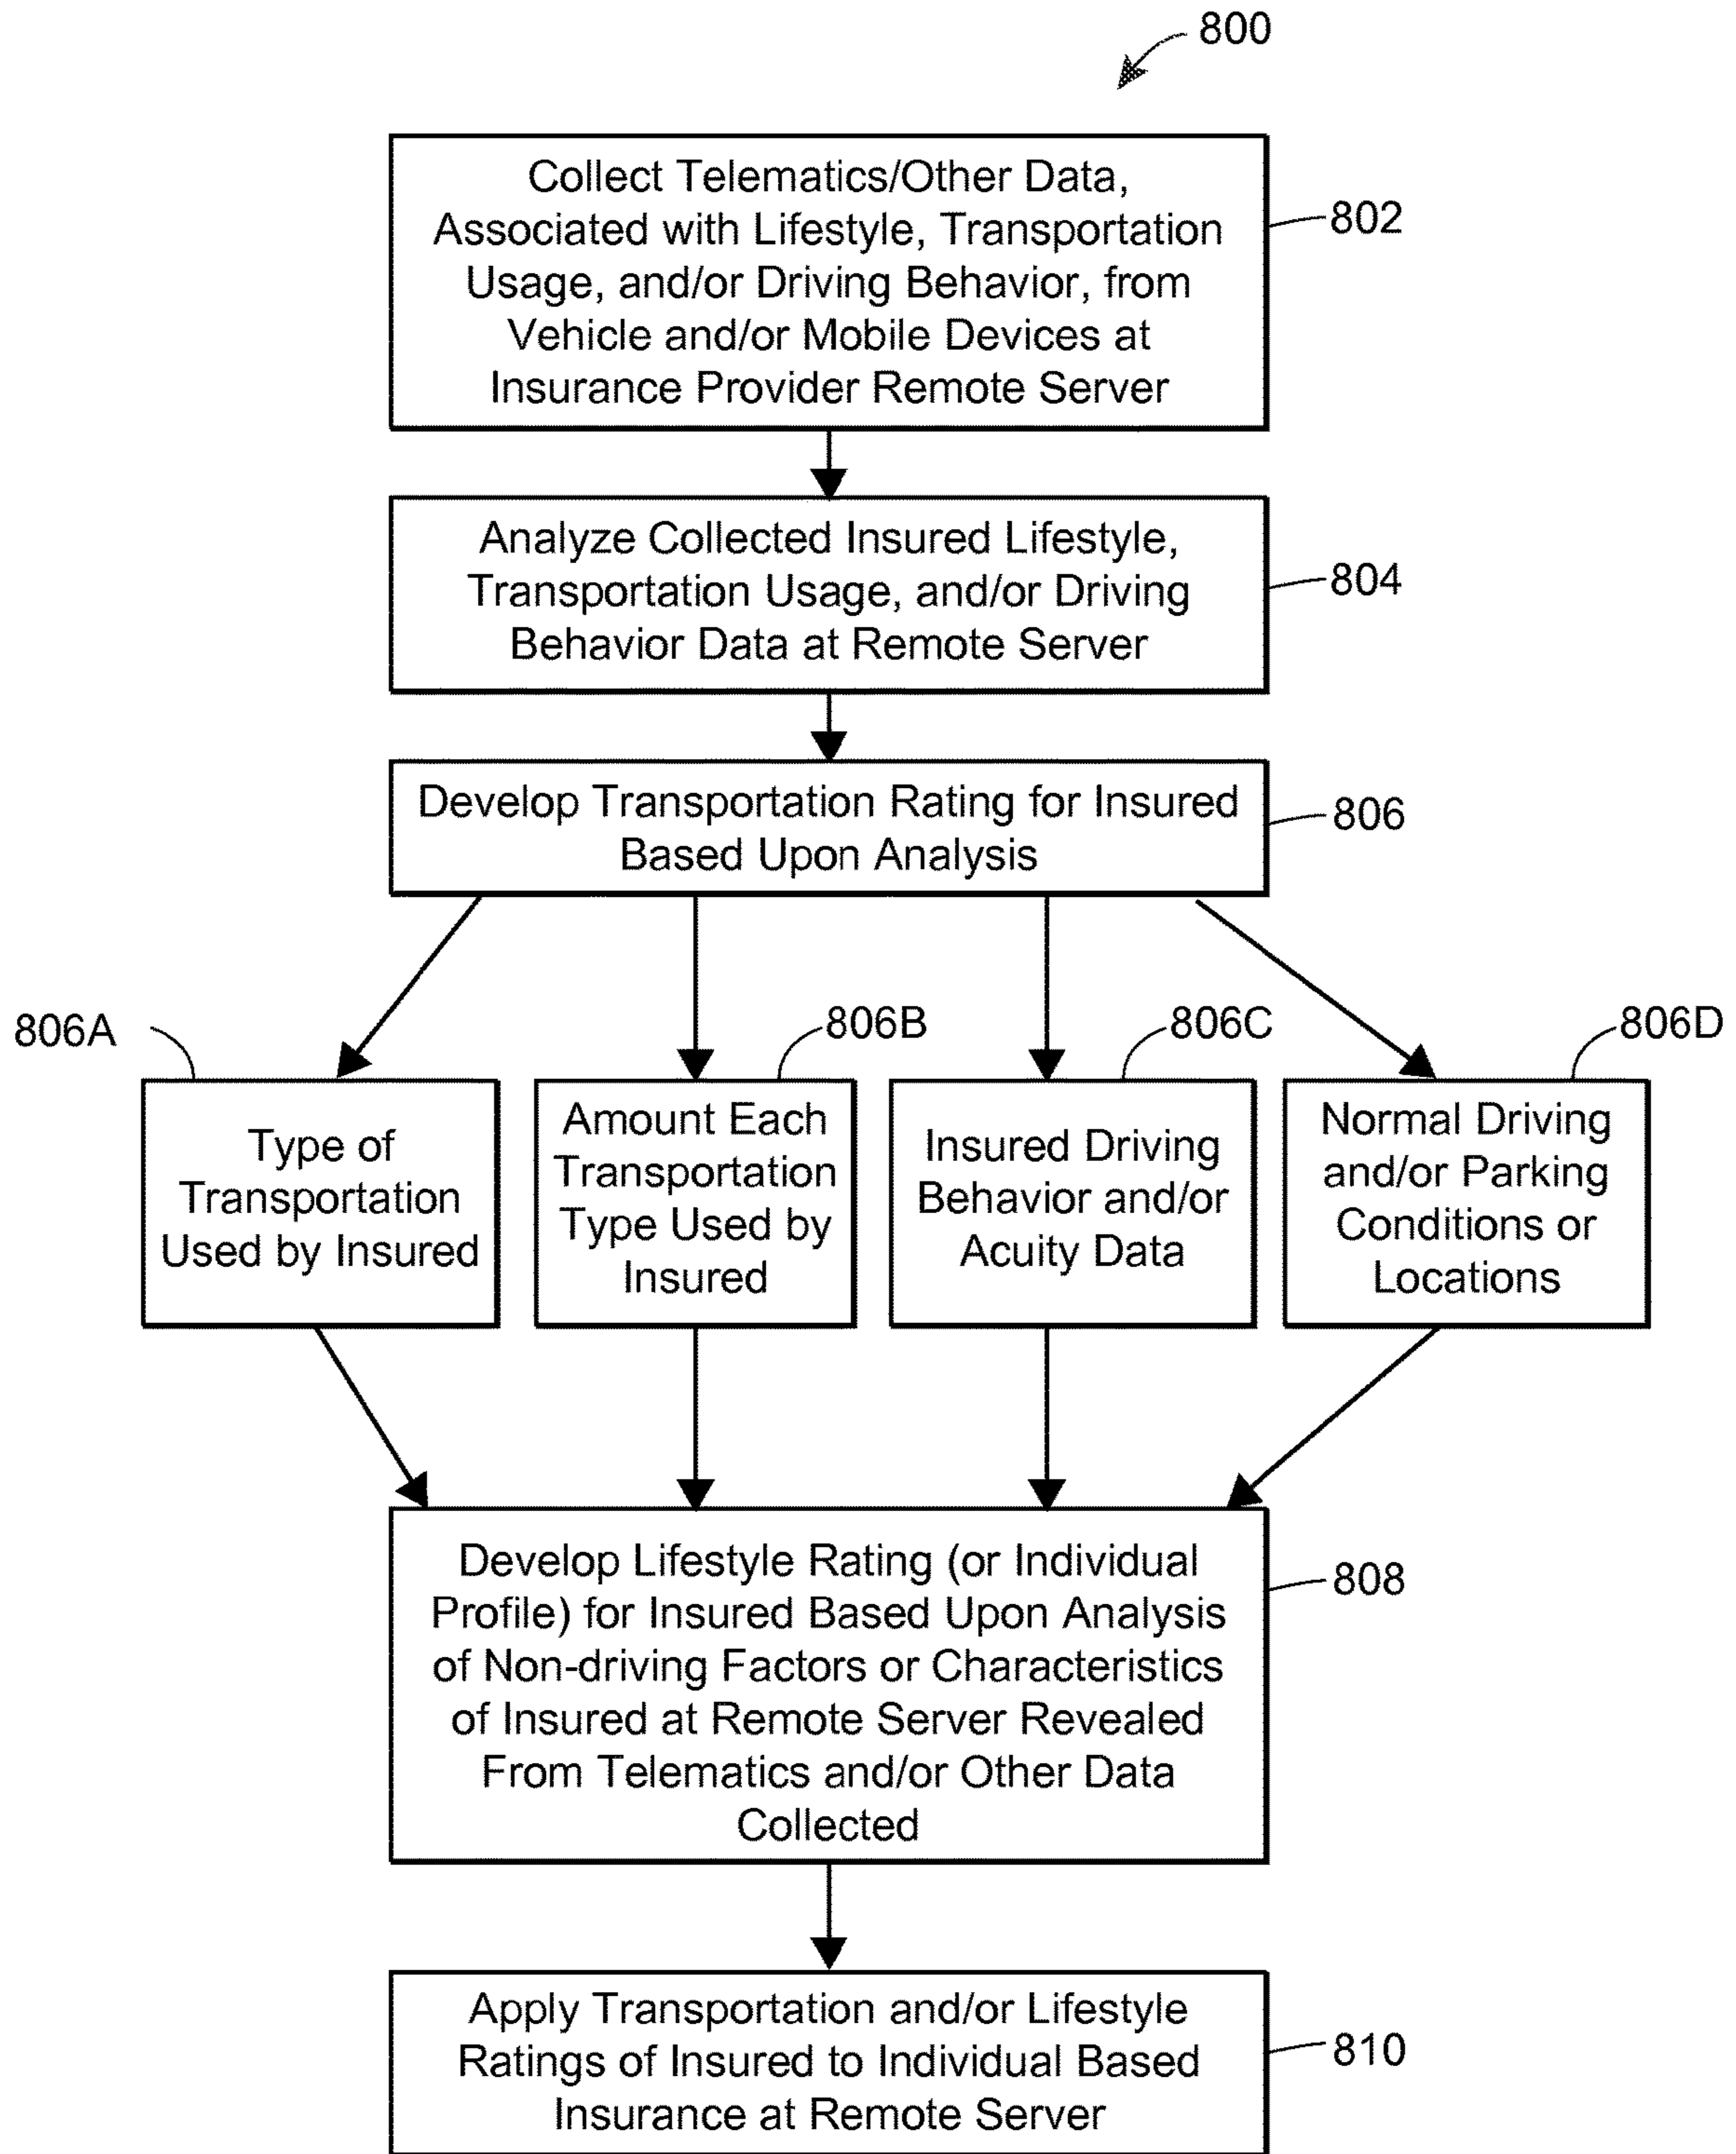 800
Collect Telematics/Other Data,
Associated with Lifestyle, Transportation
Usage, and/or Driving Behavior, from
Vehicle and/or Mobile Devices at
Insurance Provider Remote Server
802
Analyze Collected Insured Lifestyle,
Transportation Usage, and/or Driving
Behavior Data at Remote Server
804
Develop Transportation Rating for Insured
Based Upon Analysis
806
806A
Type of
Transportation
Used by Insured
806B
Amount Each
Transportation
Type Used by
Insured
806C
Insured Driving
Behavior and/or
Acuity Data
806D
Normal Driving
and/or Parking
Conditions or
Locations
Develop Lifestyle Rating (or Individual
Profile) for Insured Based Upon Analysis
of Non-driving Factors or Characteristics
of Insured at Remote Server Revealed
From Telematics and/or Other Data
Collected
808
Apply Transportation and/or Lifestyle
Ratings of Insured to Individual Based
Insurance at Remote Server
810